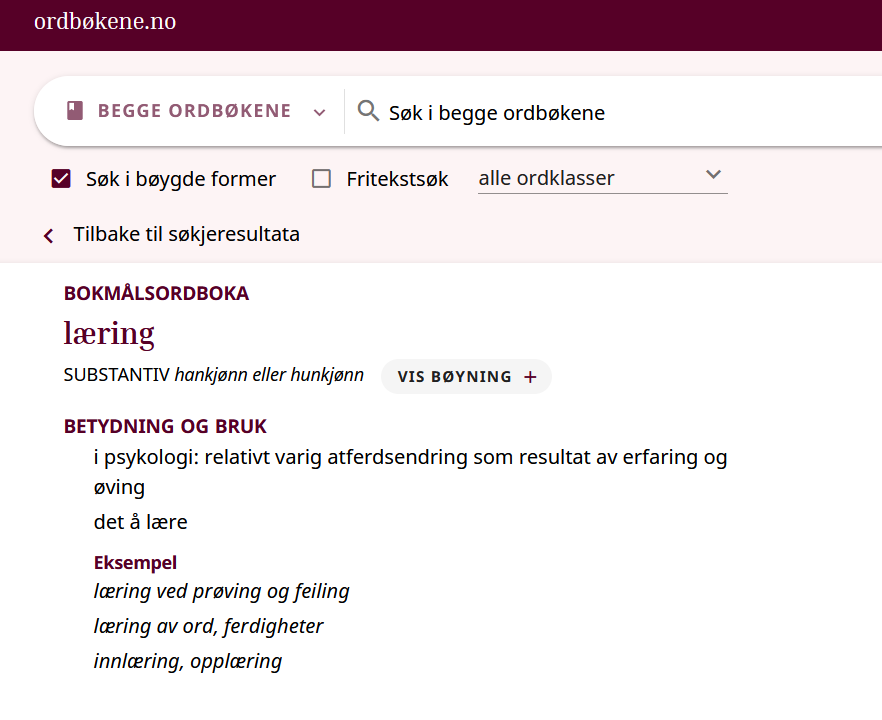 ordbøkene.no
BEGGE ORDBØKENE
Søk i begge ordbøkene
Søk i bøygde former
Fritekstsøk
alle ordklasser
Tilbake til søkjeresultata
BOKMÅLSORDBOKA
læring
SUBSTANTIV hankjønn eller hunkjønn
VIS BØYNING +
BETYDNING OG BRUK
i psykologi: relativt varig atferdsendring som resultat av erfaring og
øving
det å lære
Eksempel
læring ved prøving og feiling
læring av ord, ferdigheter
innlæring, opplæring